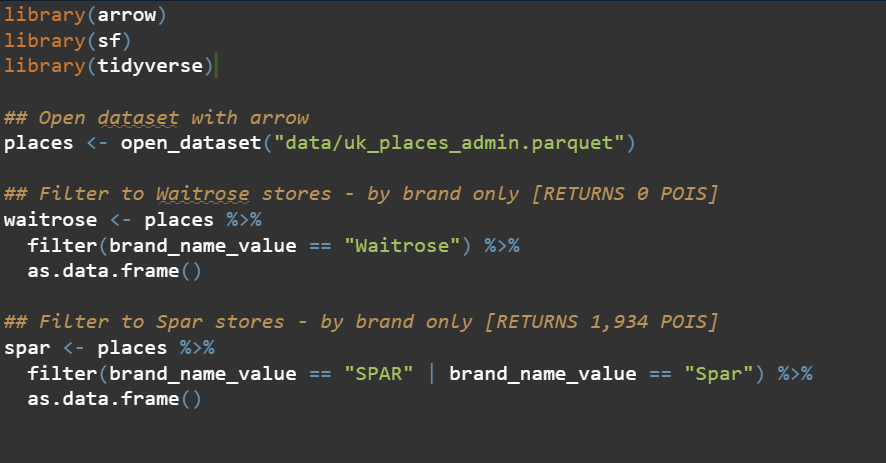 library(arrow)
library(sf)
library(tidyverse)
## Open dataset with arrow
places <- open_dataset("data/uk_places_admin.parquet")
## Filter to Waitrose stores - by brand only [RETURNS 0 POIS]
waitrose <- places %>%
  filter(brand_name_value == "Waitrose") %>%
  as.data.frame()
## Filter to Spar stores - by brand only [RETURNS 1,934 POIS]
spar <- places %>%
  filter(brand_name_value == "SPAR" | brand_name_value == "Spar") %>%
  as.data.frame()